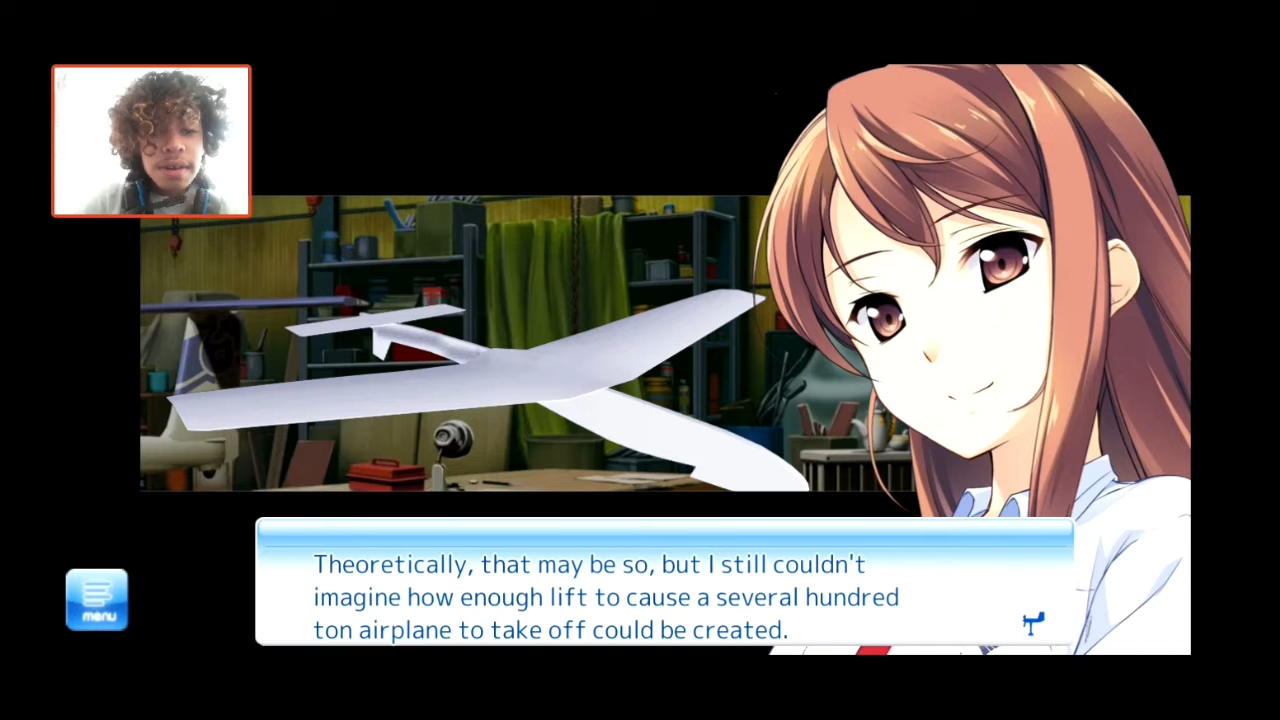 Theoretically, that may be so, but I still couldn't
imagine how enough lift to cause a several hundred
ton airplane to take off could be created.
menu